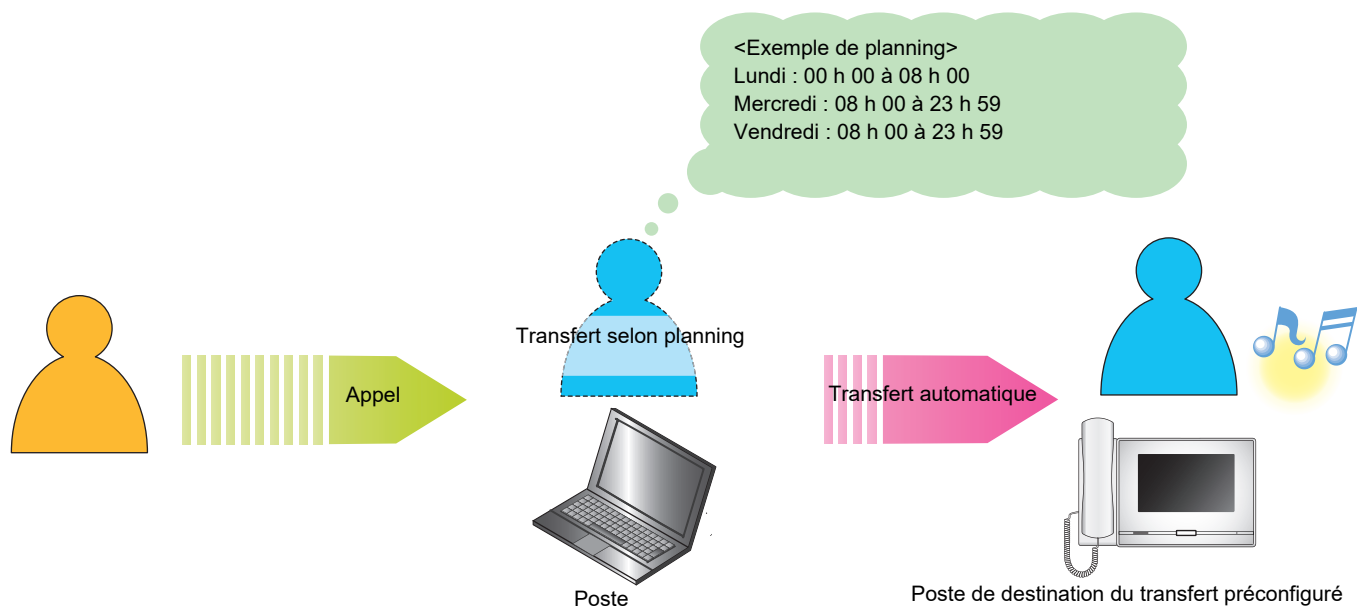 <Exemple de planning>
Lundi : 00 h 00 à 08 h 00
Mercredi : 08 h 00 à 23 h 59
Vendredi : 08 h 00 à 23 h 59
Transfert selon planning
Appel
Transfert automatique
Poste
Poste de destination du transfert préconfiguré